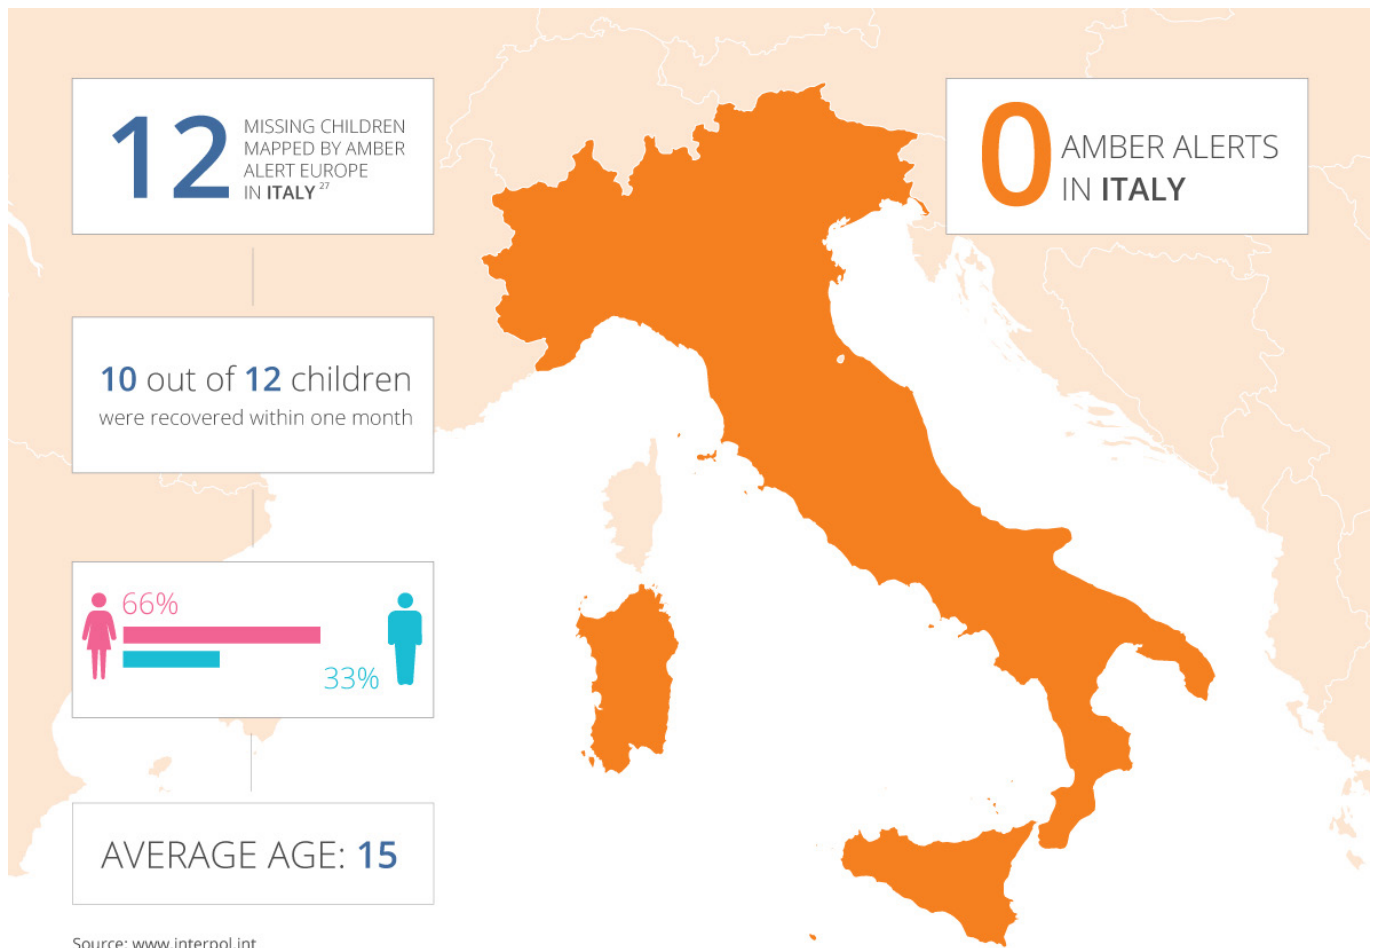 12
MISSING CHILDREN
MAPPED BY AMBER
ALERT EUROPE
IN ITALY 27
0
AMBER ALERTS
IN ITALY
10 out of 12 children
were recovered within one month
66%
33%
AVERAGE AGE: 15
Source: www.interpol.int